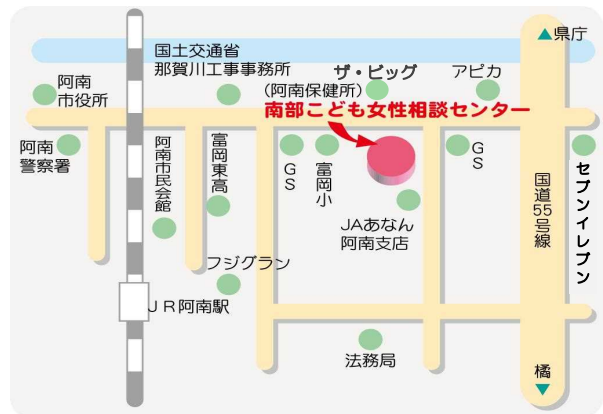 ▲県庁
国土交通省
那賀川工事事務所
ザ・ビッグ
アピカ
阿南
市役所
(阿南保健所)
南部こども女性相談センター
阿南
警察署
阿南市民会館
富岡東高
GS
富岡小
GS
国道55号線
セブンイレブン
JAあなん
阿南支店
フジグラン
JR阿南駅
法務局
橘
▼